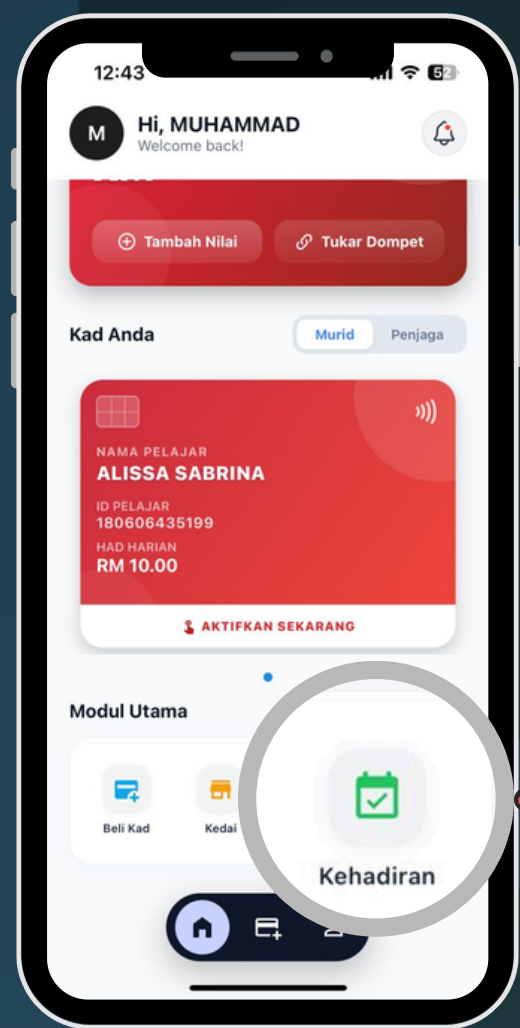 12:43
52
M
Hi, MUHAMMAD
Welcome back!
Tambah Nilai
Tukar Dompet
Kad Anda
Murid
Penjaga
NAMA PELAJAR
ALISSA SABRINA
ID PELAJAR
180606435199
HAD HARIAN
RM 10.00
AKTIFKAN SEKARANG
Modul Utama
Beli Kad
Kedai
Kehadiran